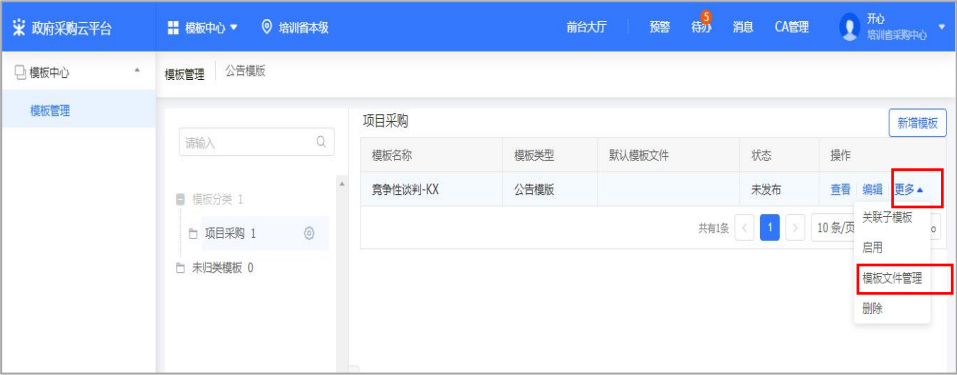 政府采购云平台
模板中心 ▼
培训省本级
前台大厅
预警
待办
5
消息
CA管理
开心
培训省采购中心
模板中心
模板管理
模板管理
公告模版
请输入
模板分类 1
项目采购 1
未归类模板 0
项目采购
新增模板
模板名称 模板类型 默认模板文件 状态 操作
竞争性谈判-KX 公告模版 未发布 查看 编辑 更多
共有1条 < 1 > 10 条/页
关联子模板
启用
模板文件管理
删除